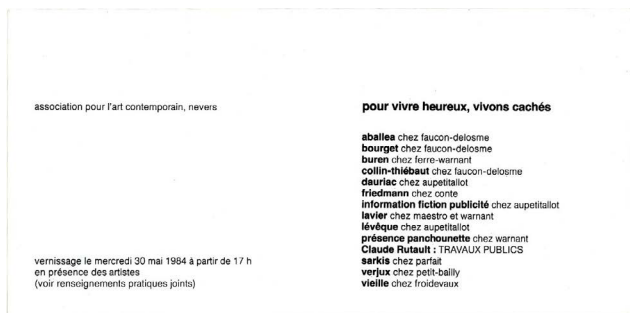 association pour l'art contemporain, nevers
vernissage le mercredi 30 mai 1984 à partir de 17 h
en présence des artistes
(voir renseignements pratiques joints)
pour vivre heureux, vivons cachés
aballea chez faucon-delosme
bourget chez faucon-delosme
buren chez ferre-warnant
collin-thiébaut chez faucon-delosme
dauriac chez aupetitallot
friedmann chez conte
information fiction publicité chez aupetitallot
lavier chez maestro et warnant
lévêque chez aupetitallot
présence panchounette chez warnant
Claude Rutault : TRAVAUX PUBLICS
sarkis chez parfait
verjux chez petit-bailly
vieille chez froidevaux